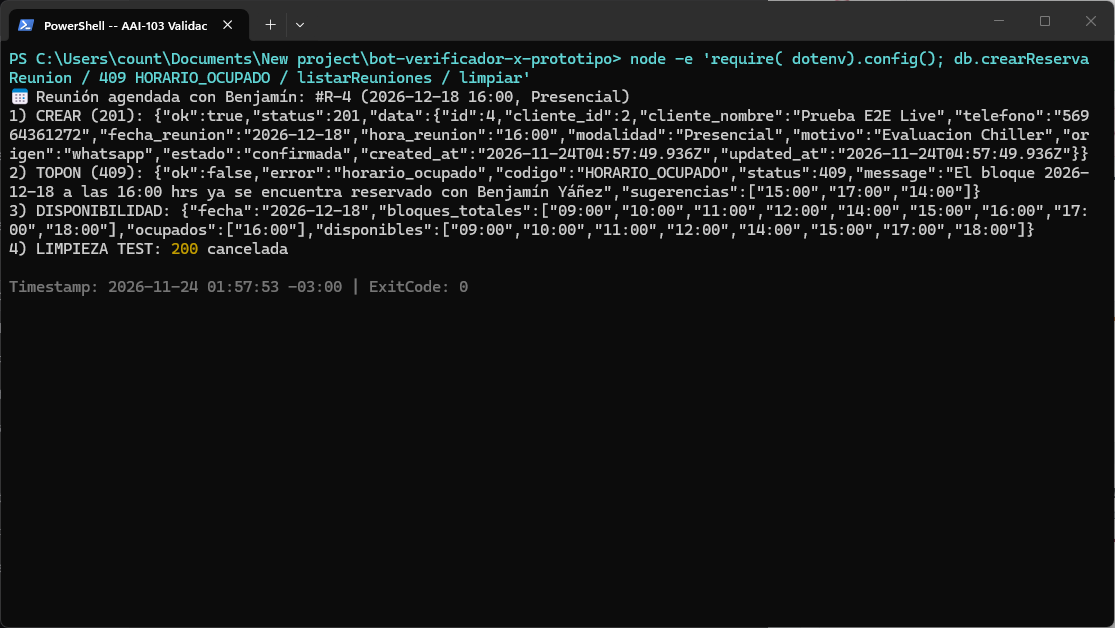 PowerShell -- AAI-103 Validac
PS C:\Users\count\Documents\New project\bot-verificador-x-prototipo> node -e 'require( dotenv).config(); db.crearReserva
Reunion / 409 HORARIO_OCUPADO / listarReuniones / limpiar'
Reunión agendada con Benjamín: #R-4 (2026-12-18 16:00, Presencial)
1) CREAR (201): {"ok":true,"status":201,"data":{"id":4,"cliente_id":2,"cliente_nombre":"Prueba E2E Live","telefono":"569
64361272","fecha_reunion":"2026-12-18","hora_reunion":"16:00","modalidad":"Presencial","motivo":"Evaluacion Chiller","or
igen":"whatsapp","estado":"confirmada","created_at":"2026-11-24T04:57:49.936Z","updated_at":"2026-11-24T04:57:49.936Z"}}
2) TOPON (409): {"ok":false,"error":"horario_ocupado","codigo":"HORARIO_OCUPADO","status":409,"message":"El bloque 2026-
12-18 a las 16:00 hrs ya se encuentra reservado con Benjamín Yáñez","sugerencias":["15:00","17:00","14:00"]}
3) DISPONIBILIDAD: {"fecha":"2026-12-18","bloques_totales":["09:00","10:00","11:00","12:00","14:00","15:00","16:00","17:
00","18:00"],"ocupados":["16:00"],"disponibles":["09:00","10:00","11:00","12:00","14:00","15:00","17:00","18:00"]}
4) LIMPIEZA TEST: 200 cancelada
Timestamp: 2026-11-24 01:57:53 -03:00 | ExitCode: 0